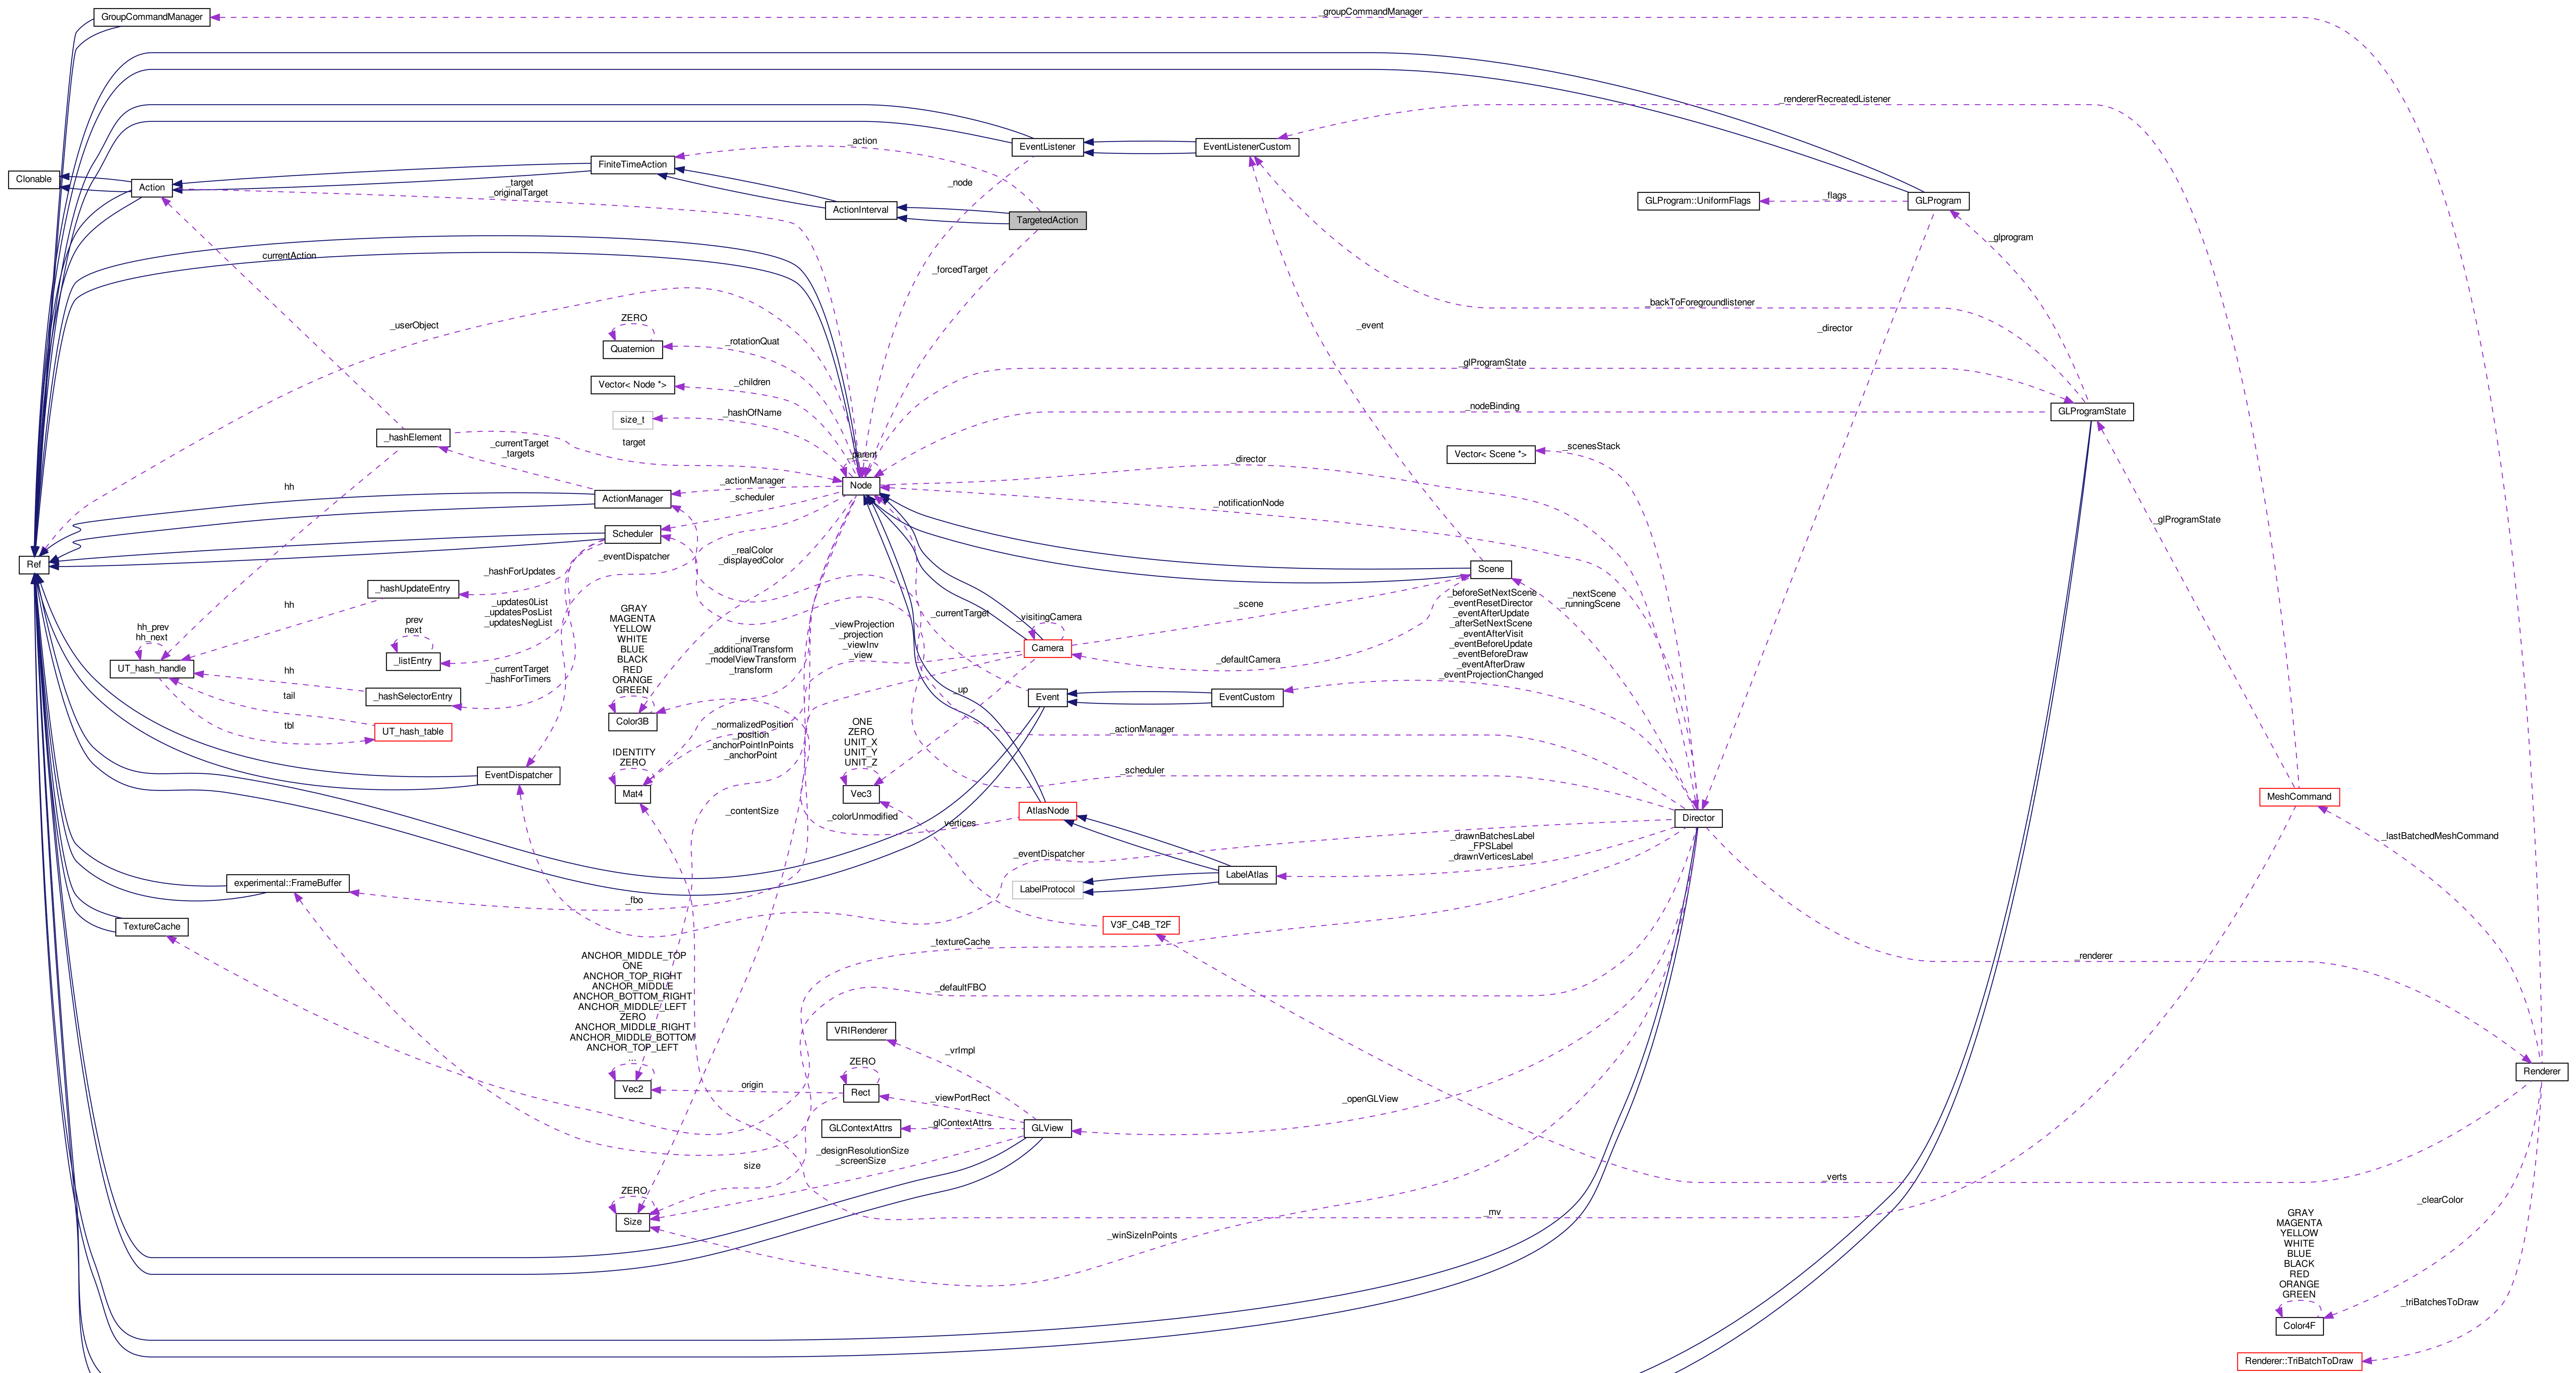 GroupCommandManager
_groupCommandManager
_rendererRecreatedListener
_action
EventListener
EventListenerCustom
FiniteTimeAction
Clonable
Action
_target
_originalTarget
_node
ActionInterval
TargetedAction
GLProgram::UniformFlags
_flags
GLProgram
_glprogram
currentAction
_forcedTarget
_userObject
_backToForegroundlistener
_event
_director
ZERO
Quaternion
_rotationQuat
_glProgramState
Vector< Node *>
_children
size_t
_hashOfName
_nodeBinding
GLProgramState
_hashElement
_currentTarget
_targets
target
_parent
Vector< Scene *>
_scenesStack
_director
hh
ActionManager
_actionManager
Node
_scheduler
_notificationNode
_glProgramState
Scheduler
Ref
_eventDispatcher
_realColor
_displayedColor
Scene
_hashForUpdates
_hashUpdateEntry
hh
_updates0List
_updatesPosList
_updatesNegList
GRAY
MAGENTA
YELLOW
WHITE
BLUE
BLACK
RED
ORANGE
GREEN
Color3B
_currentTarget
_visitingCamera
_scene
_beforeSetNextScene
_eventResetDirector
_eventAfterUpdate
_afterSetNextScene
_eventAfterVisit
_eventBeforeUpdate
_eventBeforeDraw
_eventAfterDraw
_eventProjectionChanged
_nextScene
_runningScene
hh_prev
hh_next
UT_hash_handle
prev
next
_listEntry
_inverse
_additionalTransform
_modelViewTransform
_transform
_viewProjection
_projection
_viewInv
_view
Camera
_defaultCamera
hh
_hashSelectorEntry
_currentTarget
_hashForTimers
_up
Event
EventCustom
tail
tbl
UT_hash_table
_normalizedPosition
_position
_anchorPointInPoints
_anchorPoint
ONE
ZERO
UNIT_X
UNIT_Y
UNIT_Z
Vec3
_actionManager
IDENTITY
ZERO
Mat4
EventDispatcher
_scheduler
_contentSize
_colorUnmodified
vertices
AtlasNode
Director
MeshCommand
_drawnBatchesLabel
_FPSLabel
_drawnVerticesLabel
_lastBatchedMeshCommand
_eventDispatcher
LabelAtlas
LabelProtocol
experimental::FrameBuffer
_fbo
TextureCache
V3F_C4B_T2F
_textureCache
_renderer
ANCHOR_MIDDLE_TOP
ONE
ANCHOR_TOP_RIGHT
ANCHOR_MIDDLE
ANCHOR_BOTTOM_RIGHT
ANCHOR_MIDDLE_LEFT
ZERO
ANCHOR_MIDDLE_RIGHT
ANCHOR_MIDDLE_BOTTOM
ANCHOR_TOP_LEFT
...
Vec2
_defaultFBO
VRIRenderer
_vrImpl
ZERO
Rect
origin
_viewPortRect
_openGLView
Renderer
GLContextAttrs
_glContextAttrs
GLView
_designResolutionSize
_screenSize
size
_verts
ZERO
Size
_clearColor
_mv
_winSizeInPoints
GRAY
MAGENTA
YELLOW
WHITE
BLUE
BLACK
RED
ORANGE
GREEN
Color4F
_triBatchesToDraw
Renderer::TriBatchToDraw